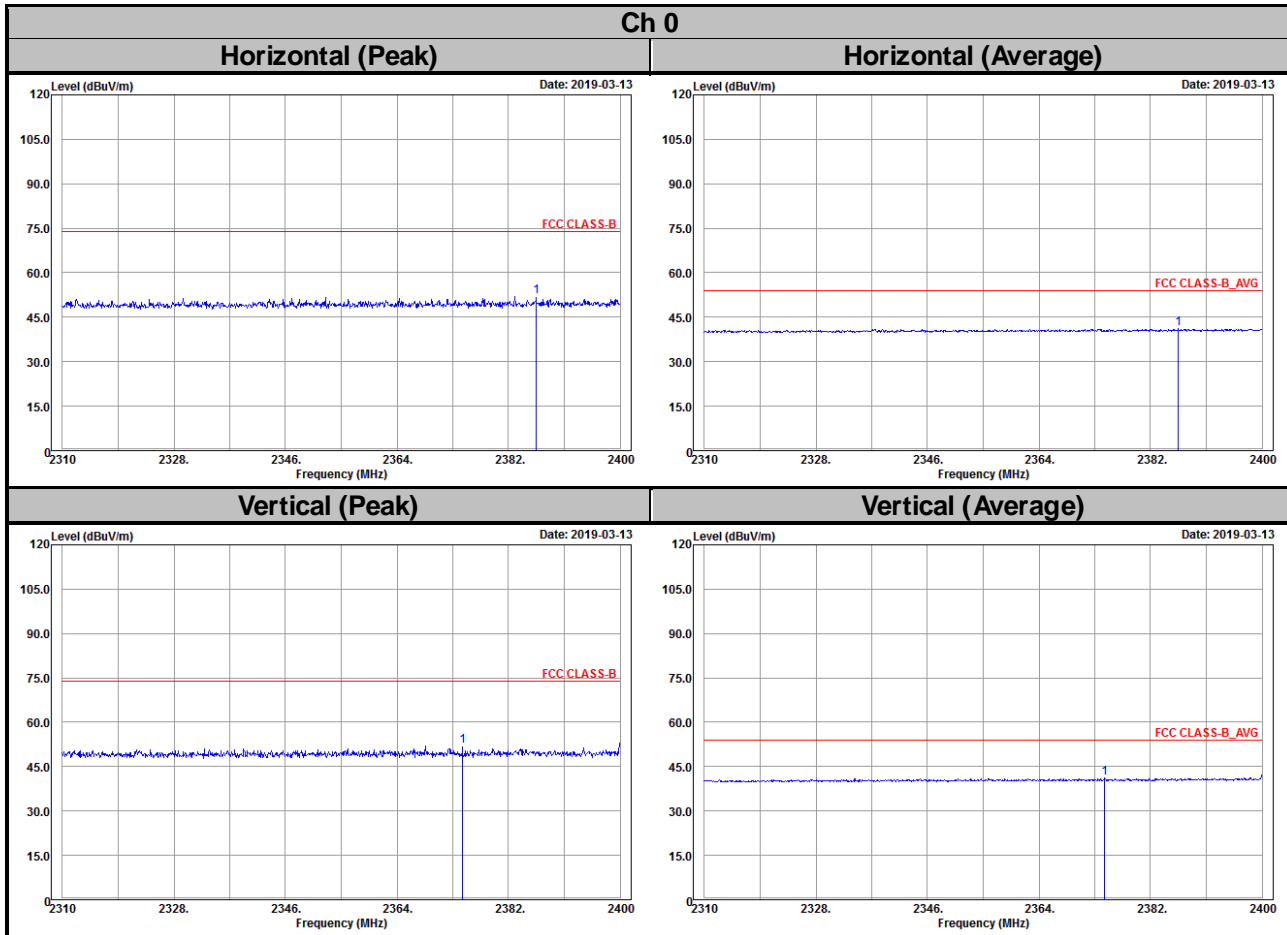 Ch 0
Horizontal (Peak) Horizontal (Average)
Level (dBuV/m) Date: 2019-03-13
120
105.0
90.0
75.0
FCC CLASS-B
60.0
1
45.0
30.0
15.0
0
2310 2328. 2346. 2364. 2382. 2400
Frequency (MHz)
Level (dBuV/m) Date: 2019-03-13
120
105.0
90.0
75.0
60.0
FCC CLASS-B_AVG
45.0
1
30.0
15.0
0
2310 2328. 2346. 2364. 2382. 2400
Frequency (MHz)
Vertical (Peak) Vertical (Average)
Level (dBuV/m) Date: 2019-03-13
120
105.0
90.0
75.0
FCC CLASS-B
60.0
1
45.0
30.0
15.0
0
2310 2328. 2346. 2364. 2382. 2400
Frequency (MHz)
Level (dBuV/m) Date: 2019-03-13
120
105.0
90.0
75.0
60.0
FCC CLASS-B_AVG
45.0
1
30.0
15.0
0
2310 2328. 2346. 2364. 2382. 2400
Frequency (MHz)